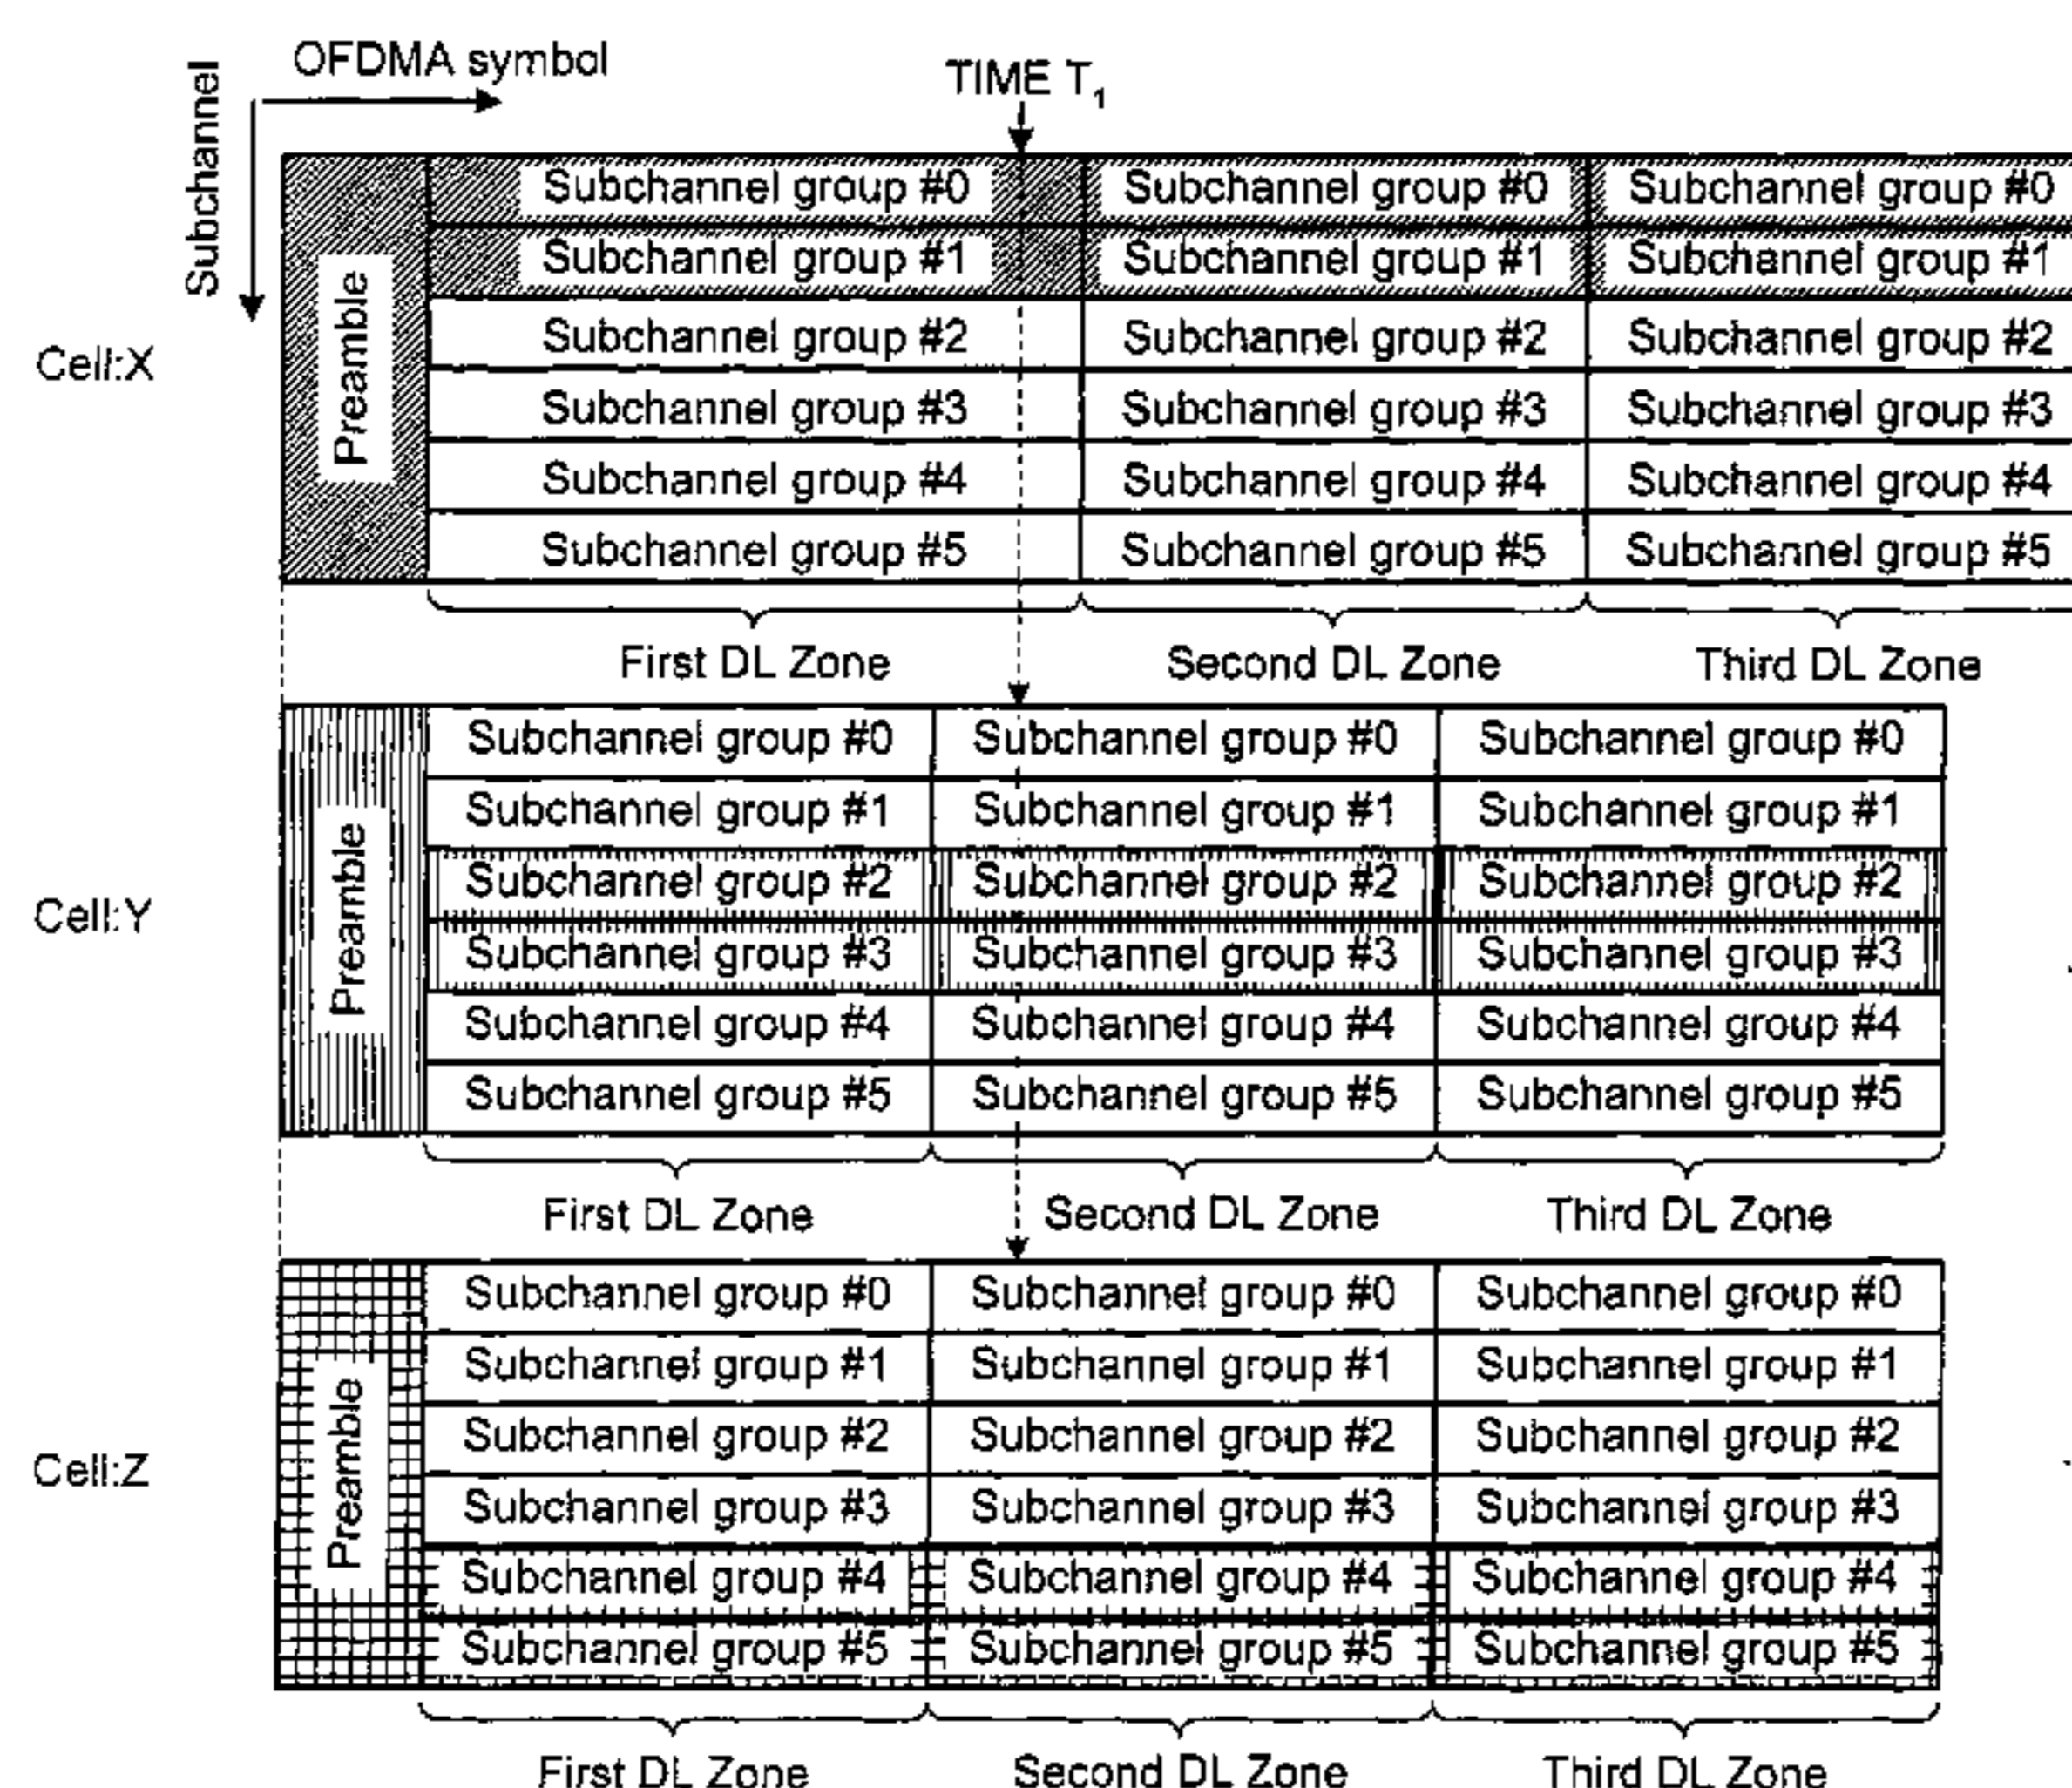 OFDMA symbol
TIME T1
Subchannel
Cell:X
Preamble
Subchannel group #0 Subchannel group #0 Subchannel group #0
Subchannel group #1 Subchannel group #1 Subchannel group #1
Subchannel group #2 Subchannel group #2 Subchannel group #2
Subchannel group #3 Subchannel group #3 Subchannel group #3
Subchannel group #4 Subchannel group #4 Subchannel group #4
Subchannel group #5 Subchannel group #5 Subchannel group #5
First DL Zone Second DL Zone Third DL Zone
Cell:Y
Preamble
Subchannel group #0 Subchannel group #0 Subchannel group #0
Subchannel group #1 Subchannel group #1 Subchannel group #1
Subchannel group #2 Subchannel group #2 Subchannel group #2
Subchannel group #3 Subchannel group #3 Subchannel group #3
Subchannel group #4 Subchannel group #4 Subchannel group #4
Subchannel group #5 Subchannel group #5 Subchannel group #5
First DL Zone Second DL Zone Third DL Zone
Cell:Z
Preamble
Subchannel group #0 Subchannel group #0 Subchannel group #0
Subchannel group #1 Subchannel group #1 Subchannel group #1
Subchannel group #2 Subchannel group #2 Subchannel group #2
Subchannel group #3 Subchannel group #3 Subchannel group #3
Subchannel group #4 Subchannel group #4 Subchannel group #4
Subchannel group #5 Subchannel group #5 Subchannel group #5
First DL Zone Second DL Zone Third DL Zone